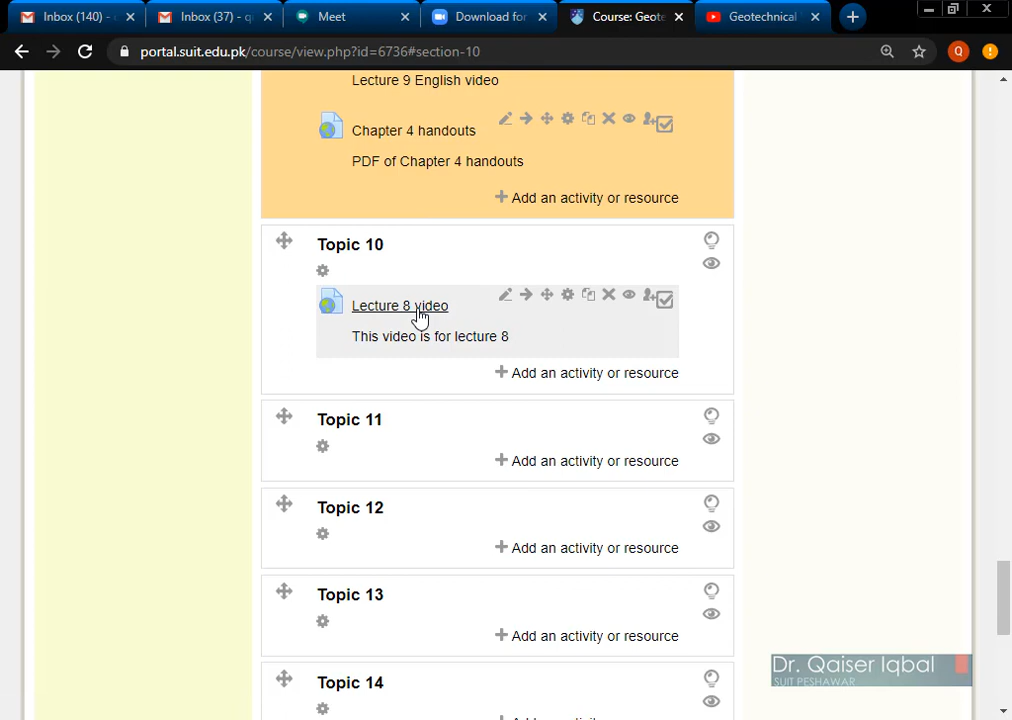 Inbox (140) -
Inbox (37) - q
Meet
Download for
Course: Geote
Geotechnical
portal.suit.edu.pk/course/view.php?id=6736#section-10
Q
Lecture 9 English video
Chapter 4 handouts
PDF of Chapter 4 handouts
Add an activity or resource
Topic 10
Lecture 8 video
This video is for lecture 8
Add an activity or resource
Topic 11
Add an activity or resource
Topic 12
Add an activity or resource
Topic 13
Add an activity or resource
Topic 14
Dr. Qaiser Iqbal
SUIT PESHAWAR